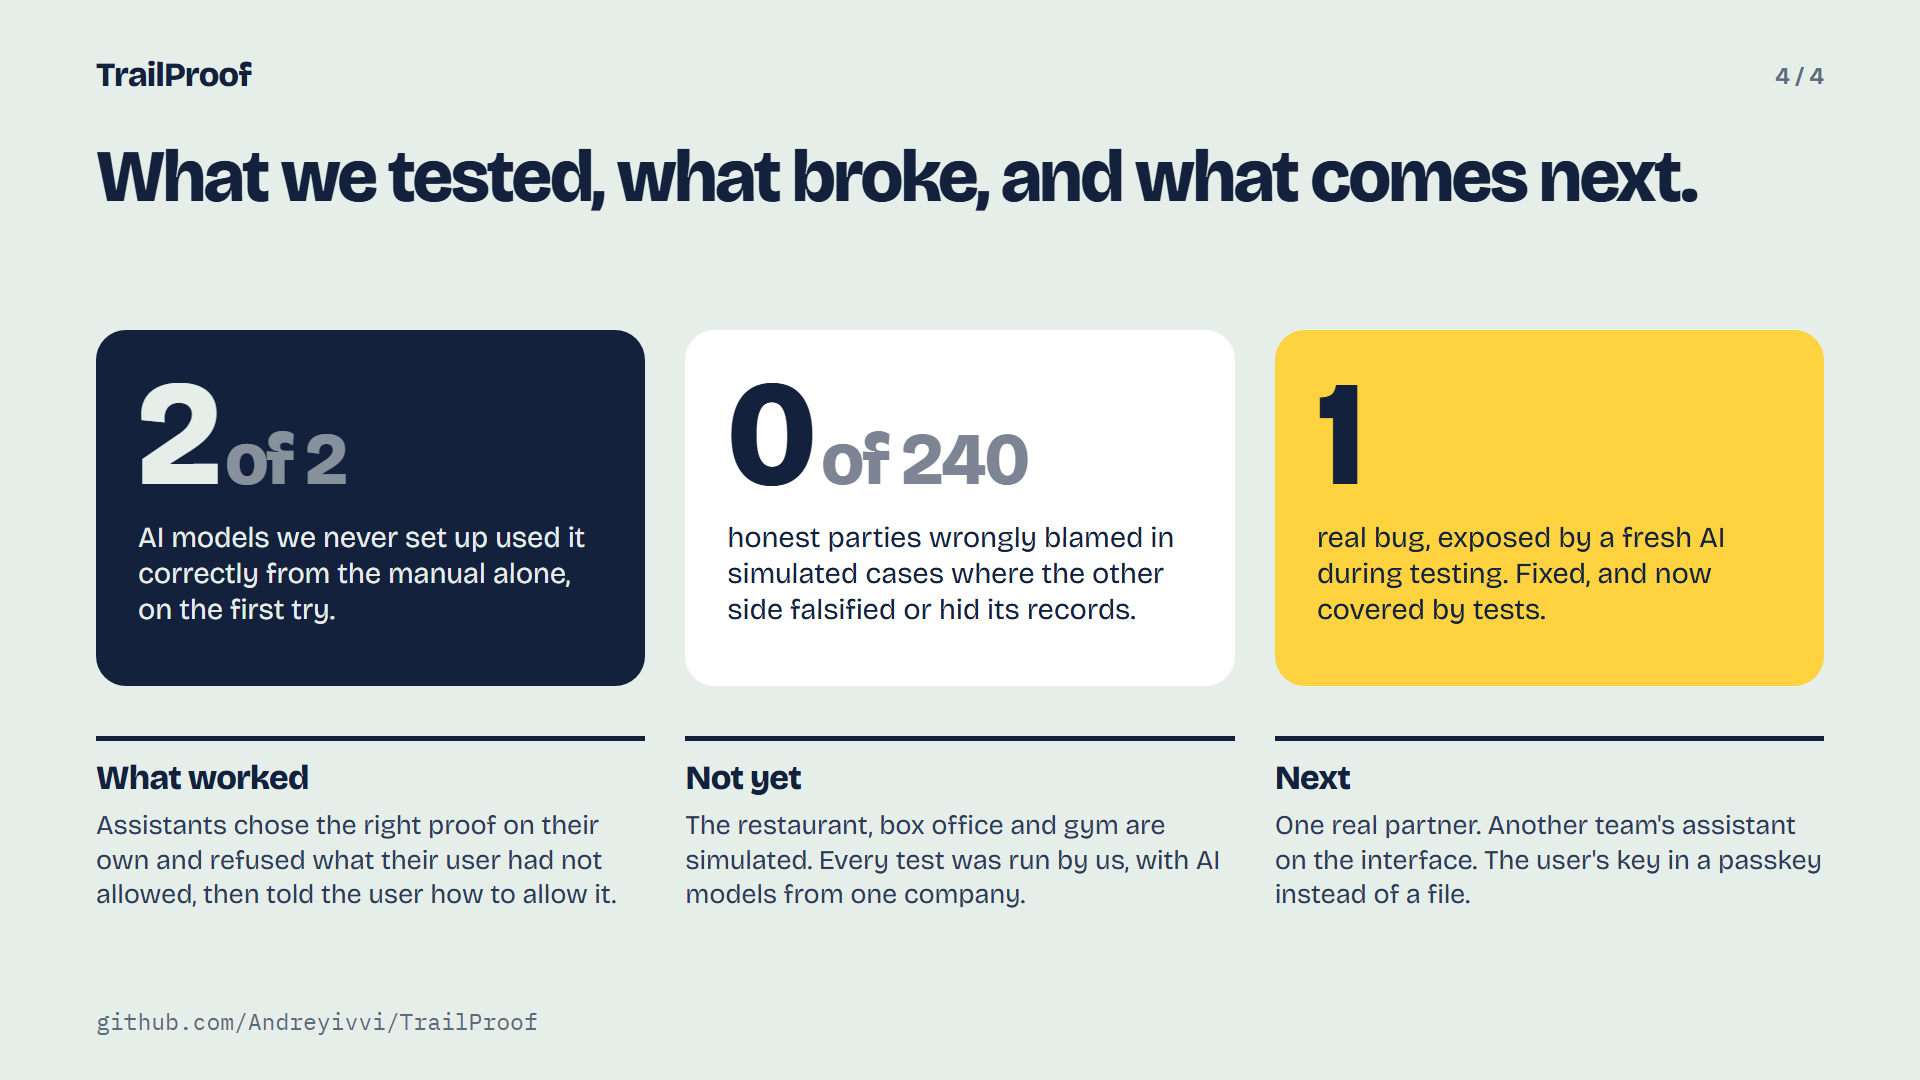 TrailProof
4 / 4
What we tested, what broke, and what comes next.
2 of 2
AI models we never set up used it
correctly from the manual alone,
on the first try.
0 of 240
honest parties wrongly blamed in
simulated cases where the other
side falsified or hid its records.
1
real bug, exposed by a fresh AI
during testing. Fixed, and now
covered by tests.
What worked
Assistants chose the right proof on their
own and refused what their user had not
allowed, then told the user how to allow it.
Not yet
The restaurant, box office and gym are
simulated. Every test was run by us, with AI
models from one company.
Next
One real partner. Another team's assistant
on the interface. The user's key in a passkey
instead of a file.
github.com/Andreyivvi/TrailProof